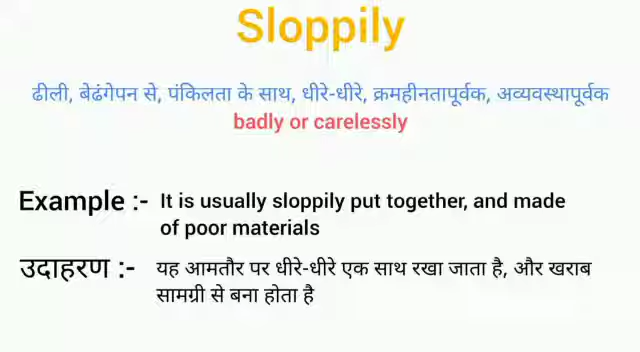 Sloppily
ढीली, बेढंगेपन से, पंकिलता के साथ, धीरे-धीरे, क्रमहीनतापूर्वक, अव्यवस्थापूर्वक
badly or carelessly
Example :- It is usually sloppily put together, and made
of poor materials
उदाहरण :- यह आमतौर पर धीरे-धीरे एक साथ रखा जाता है, और खराब
सामग्री से बना होता है